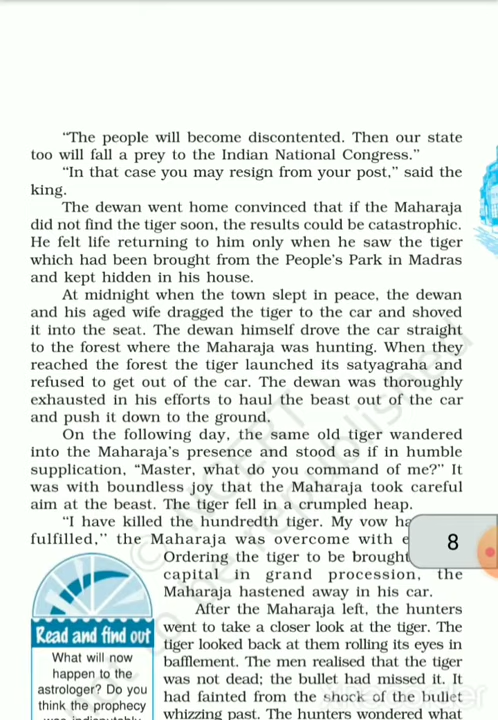 "The people will become discontented. Then our state
too will fall a prey to the Indian National Congress."
"In that case you may resign from your post," said the
king.
The dewan went home convinced that if the Maharaja
did not find the tiger soon, the results could be catastrophic.
He felt life returning to him only when he saw the tiger
which had been brought from the People's Park in Madras
and kept hidden in his house.
At midnight when the town slept in peace, the dewan
and his aged wife dragged the tiger to the car and shoved
it into the seat. The dewan himself drove the car straight
to the forest where the Maharaja was hunting. When they
reached the forest the tiger launched its satyagraha and
refused to get out of the car. The dewan was thoroughly
exhausted in his efforts to haul the beast out of the car
and push it down to the ground.
On the following day, the same old tiger wandered
into the Maharaja's presence and stood as if in humble
supplication, "Master, what do you command of me?" It
was with boundless joy that the Maharaja took careful
aim at the beast. The tiger fell in a crumpled heap.
"I have killed the hundredth tiger. My vow
fulfilled," the Maharaja was overcome with
8
Ordering the tiger to be brought
capital in grand procession, the
Maharaja hastened away in his car.
After the Maharaja left, the hunters
went to take a closer look at the tiger. The
tiger looked back at them rolling its eyes in
bafflement. The men realised that the tiger
was not dead; the bullet had missed it. It
had fainted from the shock of the bullet
whizzing past. The hunters wondered what
Read and find out
What will now
happen to the
astrologer? Do you
think the prophecy